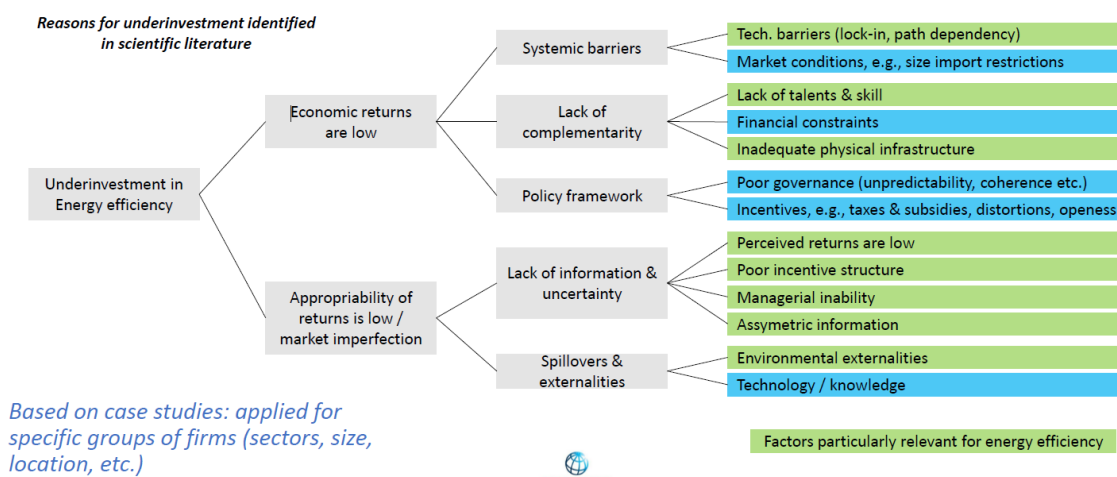 Reasons for underinvestment identified
in scientific literature
Underinvestment in
Energy efficiency
Economic returns
are low
Appropriability of
returns is low /
market imperfection
Systemic barriers
Lack of
complementarity
Policy framework
Lack of information &
uncertainty
Spillovers &
externalities
Tech. barriers (lock-in, path dependency)
Market conditions, e.g., size import restrictions
Lack of talents & skill
Financial constraints
Inadequate physical infrastructure
Poor governance (unpredictability, coherence etc.)
Incentives, e.g., taxes & subsidies, distortions, openess
Perceived returns are low
Poor incentive structure
Managerial inability
Assymetric information
Environmental externalities
Technology / knowledge
Based on case studies: applied for
specific groups of firms (sectors, size,
location, etc.)
Factors particularly relevant for energy efficiency